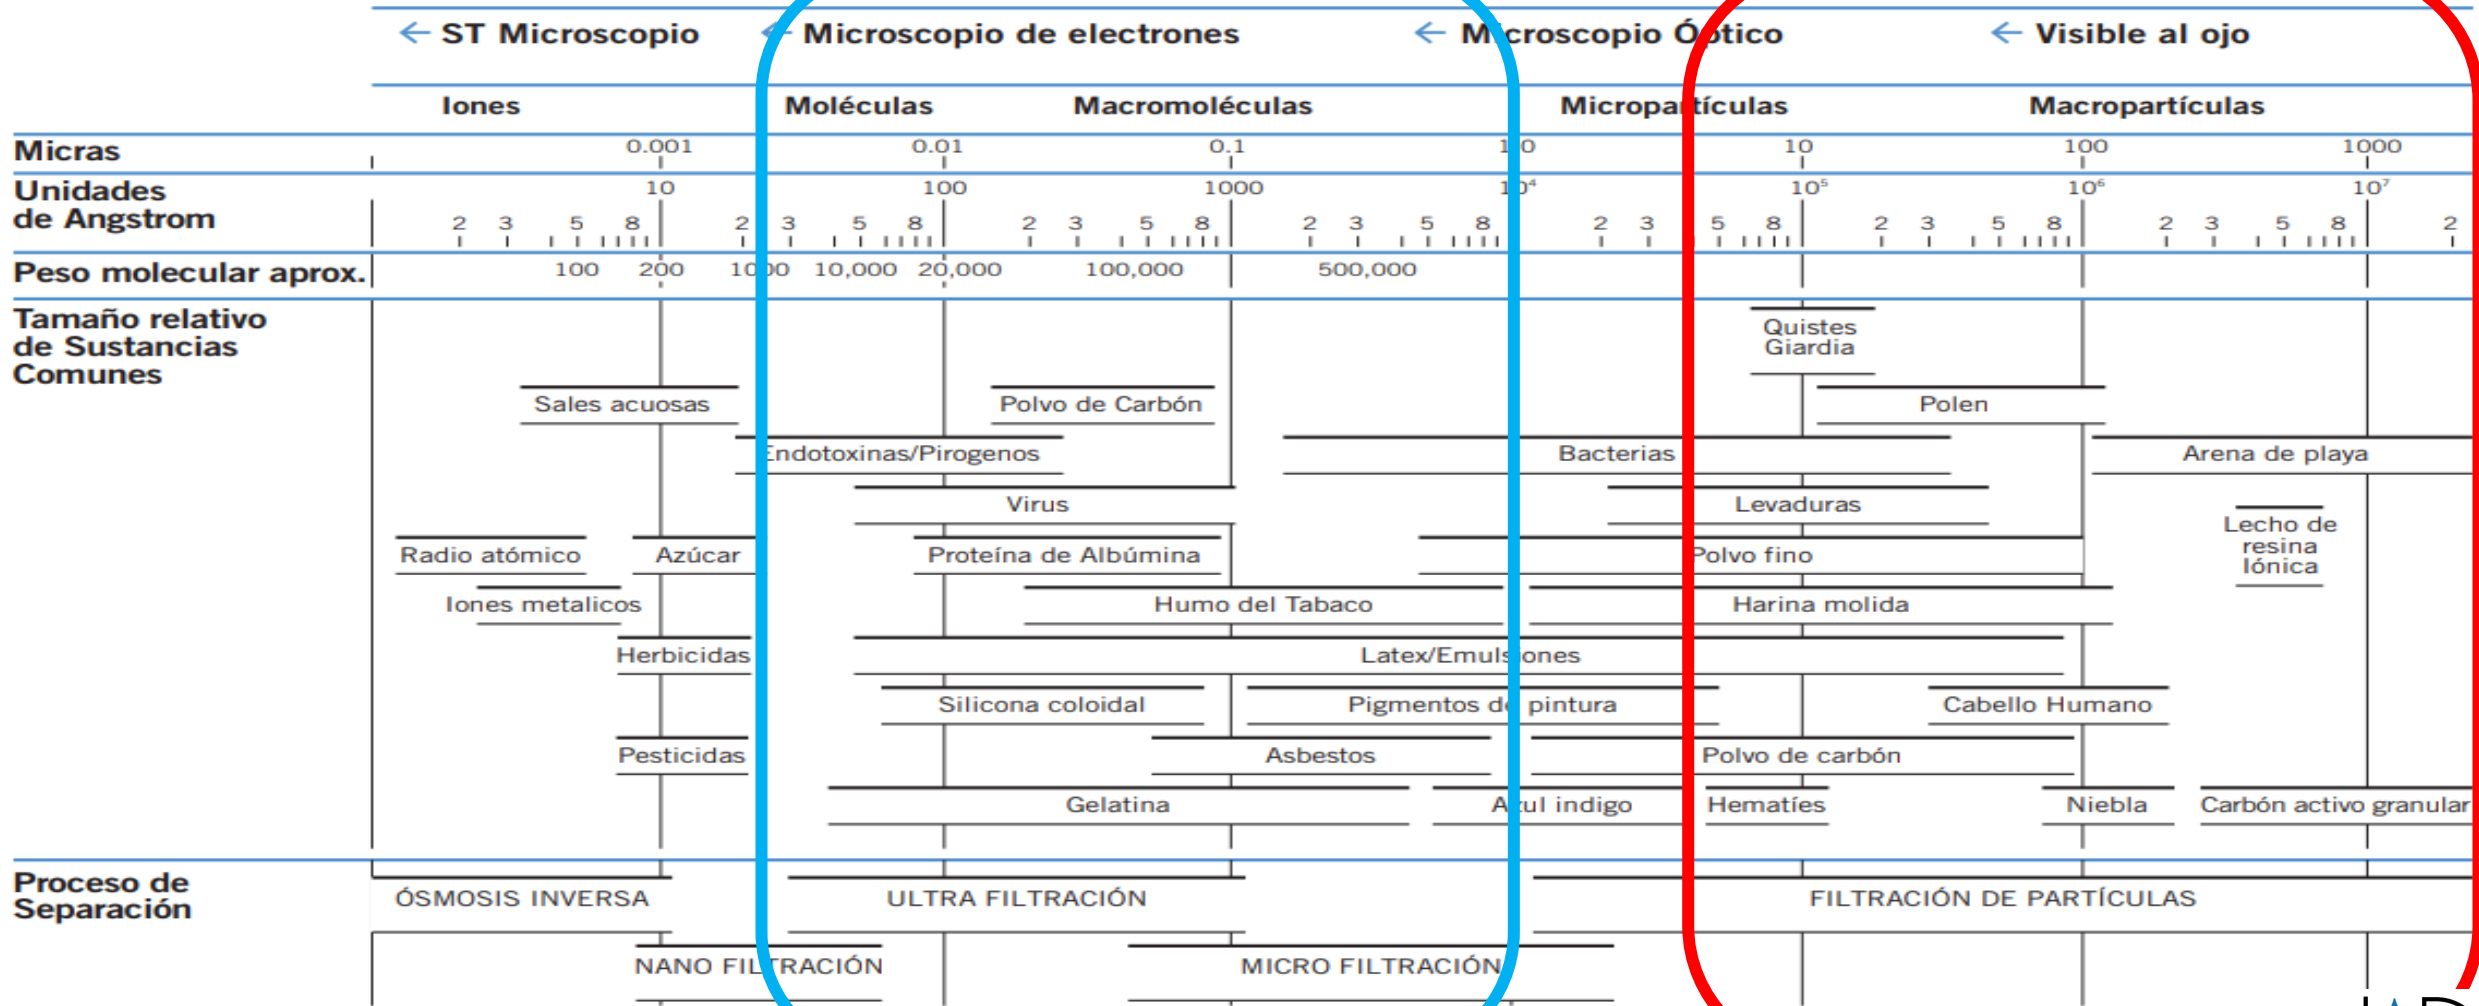 ← ST Microscopio ← Microscopio de electrones ← Microscopio Óptico ← Visible al ojo
Iones Moléculas Macromoléculas Micropartículas Macropartículas
Micras 0.001 0.01 0.1 1.0 10 100 1000
Unidades de Angstrom 10 100 1000 10⁴ 10⁵ 10⁶ 10⁷
2 3 5 8 2 3 5 8 2 3 5 8 2 3 5 8 2 3 5 8 2 3 5 8 2 3 5 8 2
Peso molecular aprox. 100 200 1000 10,000 20,000 100,000 500,000
Tamaño relativo
de Sustancias
Comunes
Quistes
Giardia
Sales acuosas Polvo de Carbón Polen
Endotoxinas/Pirogenos Bacterias Arena de playa
Virus Levaduras
Lecho de
resina
Iónica
Radio atómico Azúcar Proteína de Albúmina Polvo fino
Iones metalicos Humo del Tabaco Harina molida
Herbicidas Latex/Emulsiones
Silicona coloidal Pigmentos de pintura Cabello Humano
Pesticidas Asbestos Polvo de carbón
Gelatina Azul indigo Hematíes Niebla Carbón activo granular
Proceso de
Separación
ÓSMOSIS INVERSA ULTRA FILTRACIÓN FILTRACIÓN DE PARTÍCULAS
NANO FILTRACIÓN MICRO FILTRACIÓN